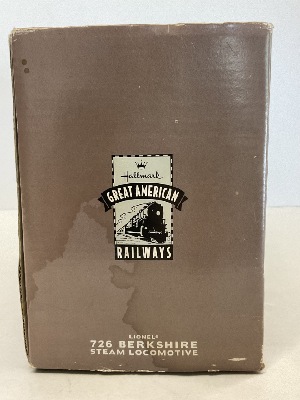 Hallmark
GREAT AMERICAN
RAILWAYS
LIONEL®
726 BERKSHIRE
STEAM LOCOMOTIVE